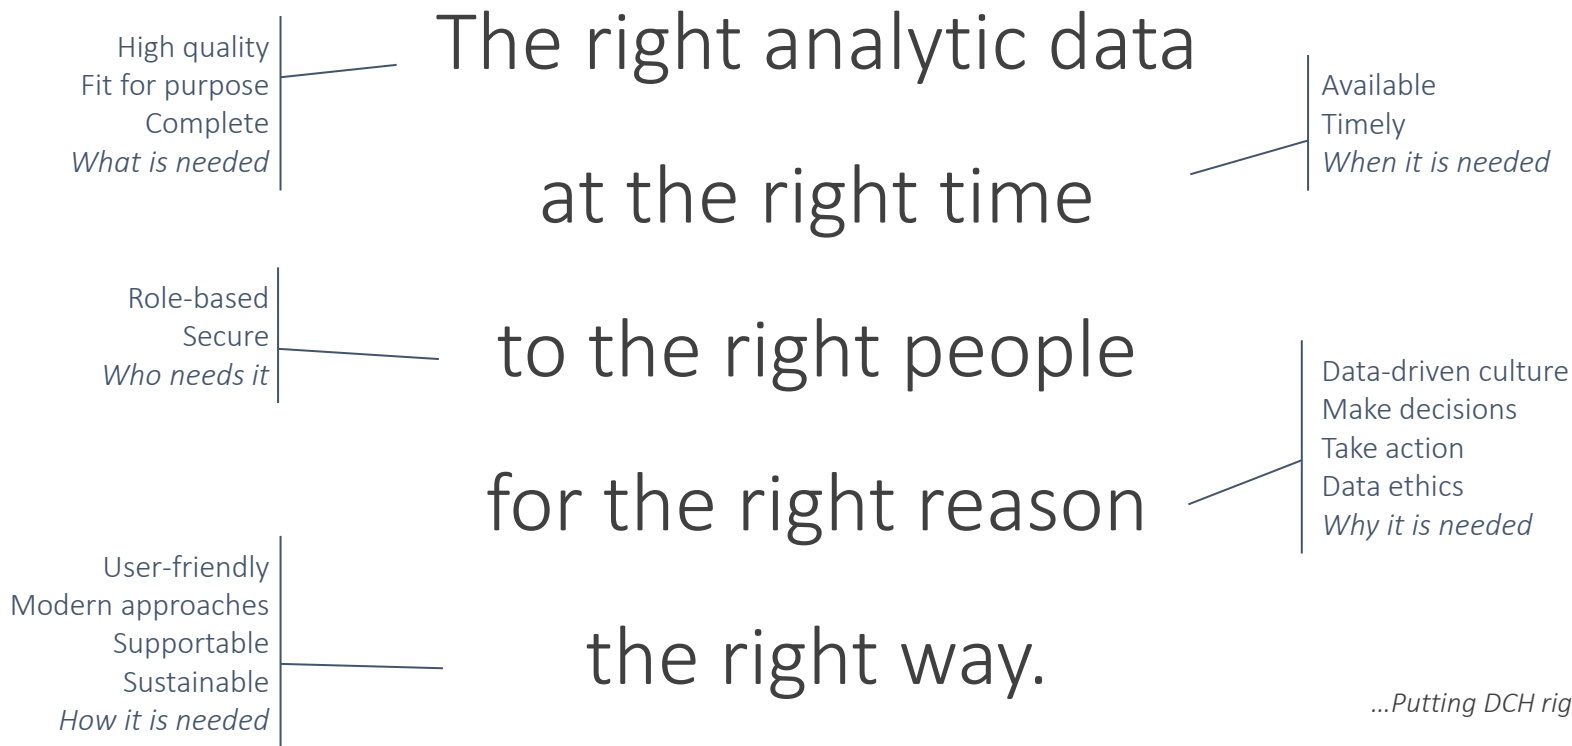 The right analytic data
High quality
Fit for purpose
Complete
What is needed
at the right time
Available
Timely
When it is needed
to the right people
Role-based
Secure
Who needs it
for the right reason
Data-driven culture
Make decisions
Take action
Data ethics
Why it is needed
the right way.
User-friendly
Modern approaches
Supportable
Sustainable
How it is needed
...Putting DCH rig